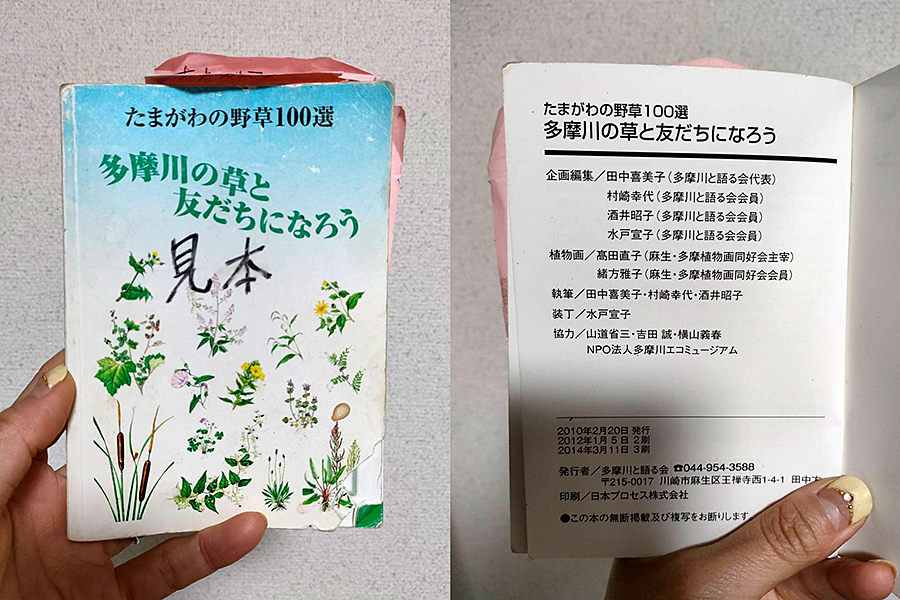 たまがわの野草100選
多摩川の草と
友だちになろう
見本
たまがわの野草100選
多摩川の草と友だちになろう
企画編集／田中喜美子(多摩川と語る会代表)
村崎幸代(多摩川と語る会会員)
酒井昭子(多摩川と語る会会員)
水戸宣子(多摩川と語る会会員)
植物画／髙田直子(麻生・多摩植物画同好会主宰)
緒方雅子(麻生・多摩植物画同好会会員)
執筆／田中喜美子・村崎幸代・酒井昭子
装丁／水戸宣子
協力／山道省三・吉田 誠・横山義春
NPO法人多摩川エコミュージアム
2010年2月20日 発行
2012年1月5日 2刷
2014年3月11日 3刷
発行者／多摩川と語る会 ☎044-954-3588
〒215-0017 川崎市麻生区王禅寺西1-4-1 田中方
印刷／日本プロセス株式会社
●この本の無断掲載及び複写をお断りします。